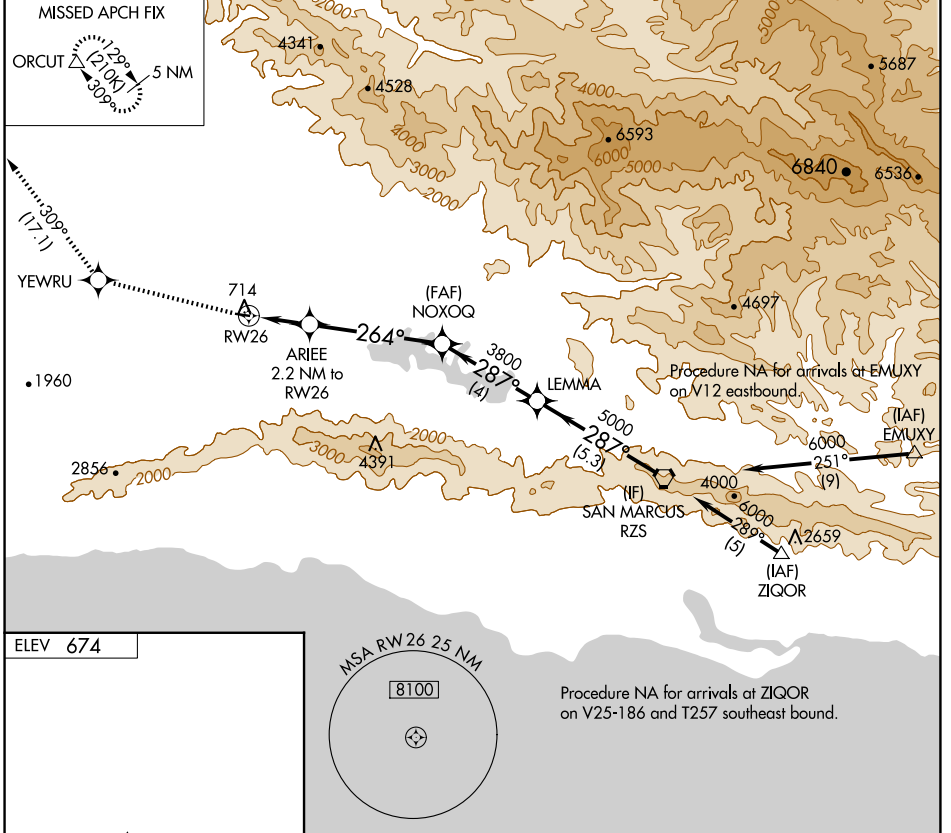 MISSED APCH FIX
ORCUT
129°
(210K)
309°
5 NM
2000
4341
4528
4000
3000
2000
5000
5687
4000
6593
6000
5000
6840
6536
309°
(17.1)
YEWRU
714
RW26
ARIEE
2.2 NM to
RW26
264°
(FAF)
NOXOQ
3800
287°
(4)
LEMMA
4697
Procedure NA for arrivals at EMUXY
on V12 eastbound.
1960
5000
287°
(5.3)
(IAF)
EMUXY
6000
251°
(9)
2856
2000
3000
2000
4391
(IF)
SAN MARCUS
RZS
4000
6000
289°
(5)
2659
(IAF)
ZIQOR
ELEV 674
MSA RW26 25 NM
8100
Procedure NA for arrivals at ZIQOR
on V25-186 and T257 southeast bound.